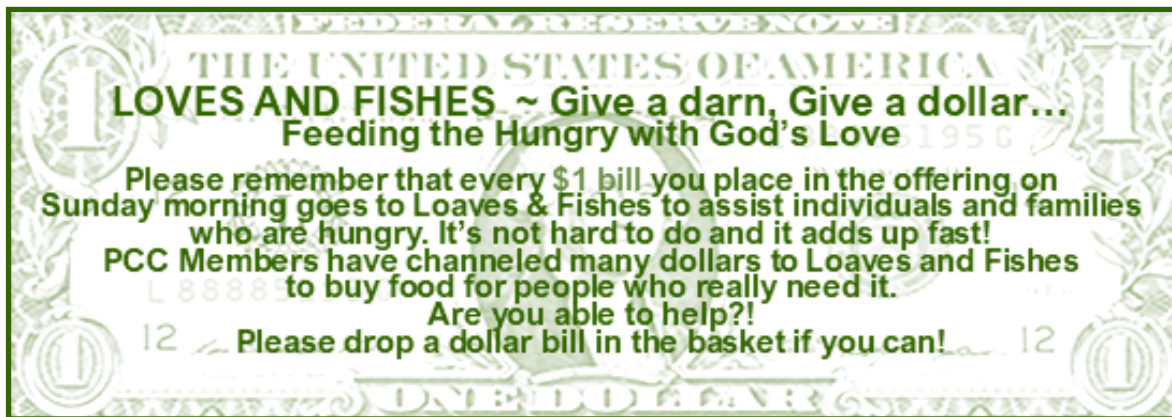 FEDERAL RESERVE NOTE
THE UNITED STATES OF AMERICA
LOVES AND FISHES ~ Give a darn, Give a dollar…
Feeding the Hungry with God's Love
Please remember that every $1 bill you place in the offering on
Sunday morning goes to Loaves & Fishes to assist individuals and families
who are hungry. It's not hard to do and it adds up fast!
PCC Members have channeled many dollars to Loaves and Fishes
to buy food for people who really need it.
Are you able to help?!
12 Please drop a dollar bill in the basket if you can! 12
1 1
ONE DOLLAR